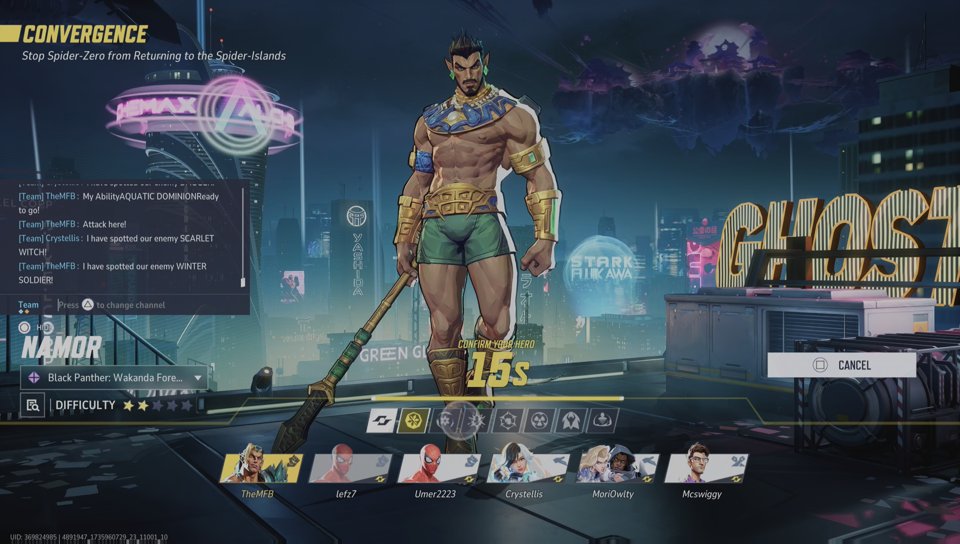 CONVERGENCE
Stop Spider-Zero from Returning to the Spider-Islands
[Team] TheMFB : My AbilityAQUATIC DOMINIONReady
to go!
[Team] TheMFB : Attack here!
[Team] Crystellis : I have spotted our enemy SCARLET
WITCH!
[Team] TheMFB : I have spotted our enemy WINTER
SOLDIER!
Team
Press to change channel
NAMOR
Black Panther: Wakanda Fore...
DIFFICULTY
YASHIDA
STARK
GREEN GU
GHOST
CONFIRM YOUR HERO
15s
CANCEL
TheMFB
lefz7
Umer2223
Crystellis
MoriOwlty
Mcswiggy
UID: 369824985 | 4891947_1735960729_23_11001_10